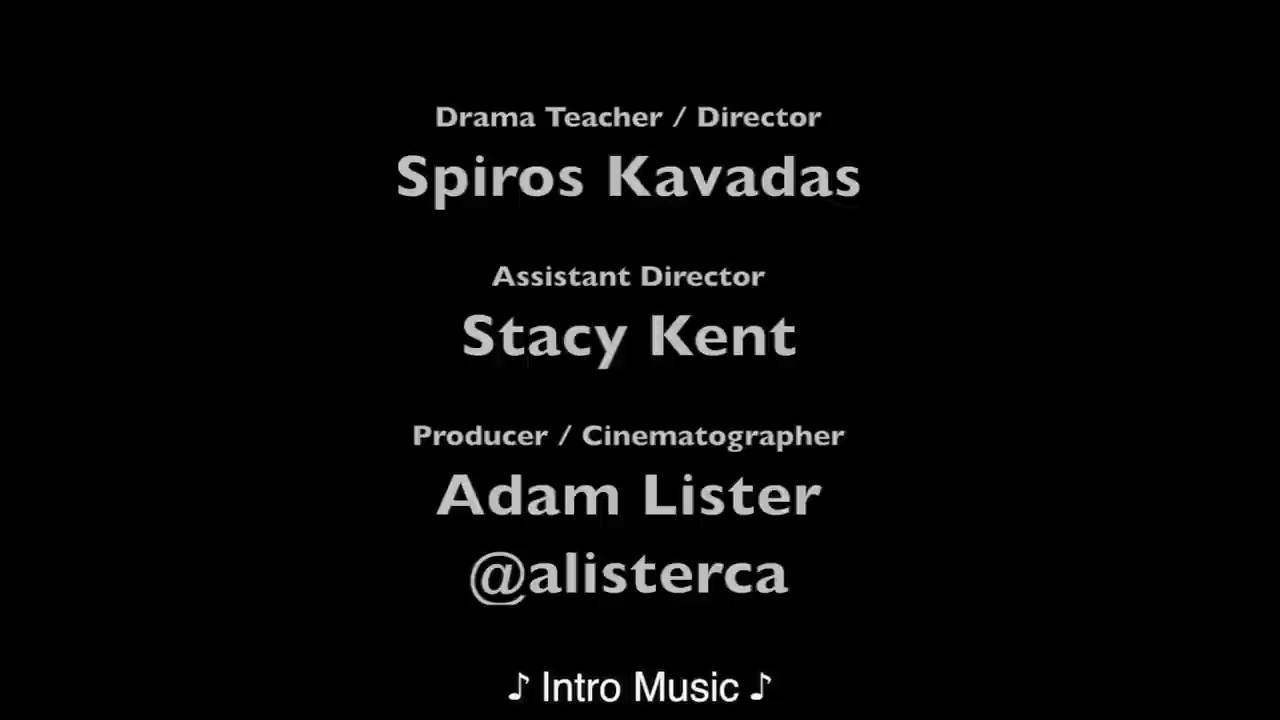 Drama Teacher / Director
Spiros Kavadas
Assistant Director
Stacy Kent
Producer / Cinematographer
Adam Lister
@alisterca
♪ Intro Music ♪